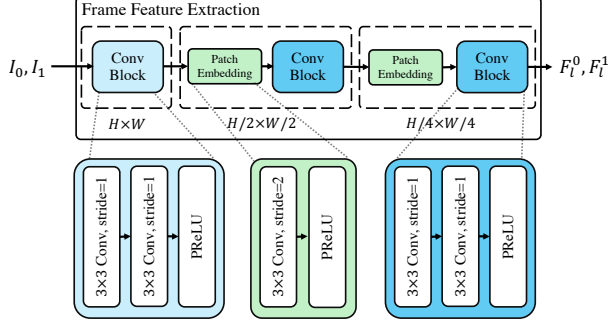 Frame Feature Extraction
I₀, I₁
Conv
Block
Patch
Embedding
Conv
Block
Patch
Embedding
Conv
Block
Fₗ⁰, Fₗ¹
H×W
H/2×W/2
H/4×W/4
3×3 Conv, stride=1
3×3 Conv, stride=1
PReLU
3×3 Conv, stride=2
PReLU
3×3 Conv, stride=1
3×3 Conv, stride=1
PReLU